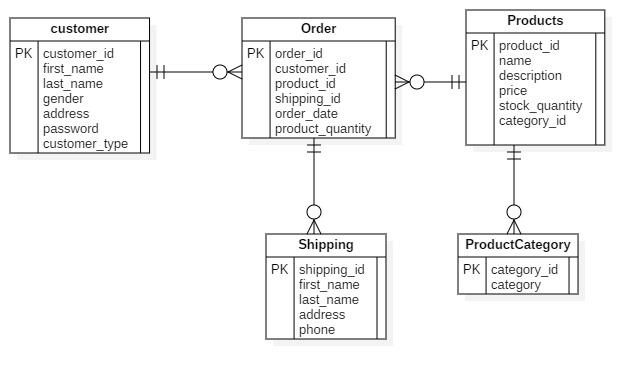 customer
PK customer_id
first_name
last_name
gender
address
password
customer_type
Order
PK order_id
customer_id
product_id
shipping_id
order_date
product_quantity
Products
PK product_id
name
description
price
stock_quantity
category_id
Shipping
PK shipping_id
first_name
last_name
address
phone
ProductCategory
PK category_id
category